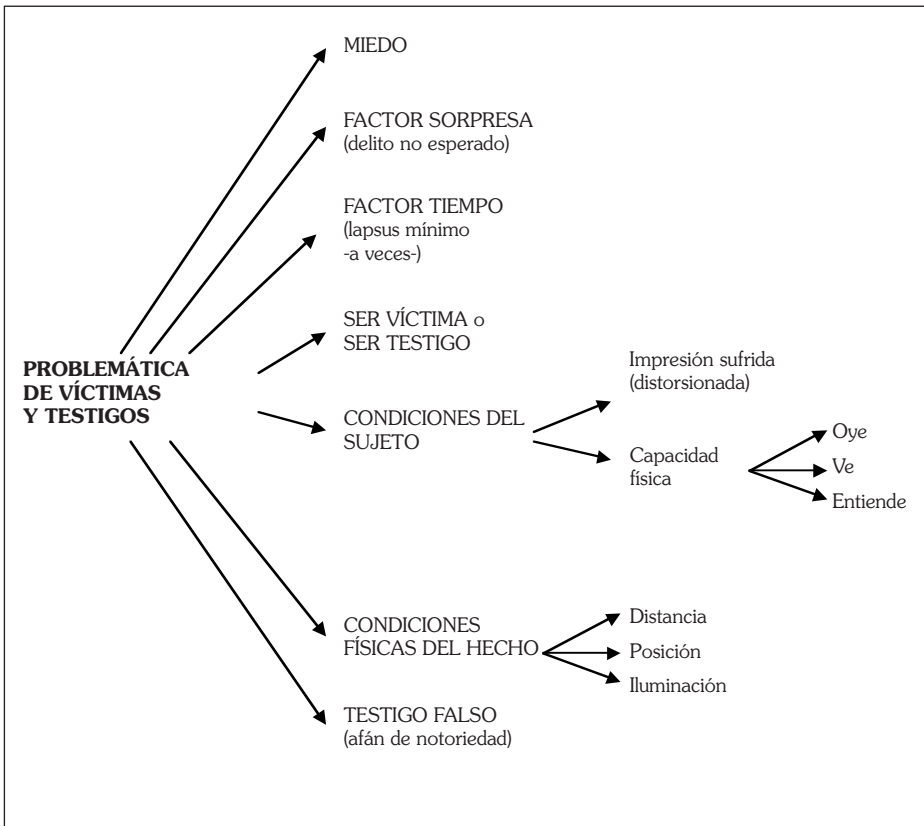 MIEDO
FACTOR SORPRESA
(delito no esperado)
FACTOR TIEMPO
(lapsus mínimo
-a veces-)
SER VÍCTIMA o
SER TESTIGO
PROBLEMÁTICA
DE VÍCTIMAS
Y TESTIGOS
CONDICIONES DEL
SUJETO
Impresión sufrida
(distorsionada)
Capacidad
física
Oye
Ve
Entiende
CONDICIONES
FÍSICAS DEL HECHO
Distancia
Posición
Iluminación
TESTIGO FALSO
(afán de notoriedad)